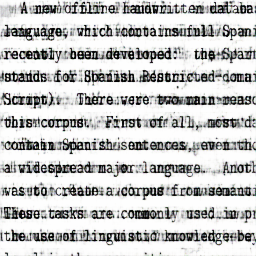 A new offline handwritten databas
language, which contains full Spani
recently been developed: the Spart
stands for Spanish Restricted-domai
Script). There were two main reaso
this corpus. First of all, most da
contain Spanish sentences, even tho
a widespread major language. Anoth
was to create a corpus from semanti
These tasks are commonly used in pr
the use of linguistic knowledge bey